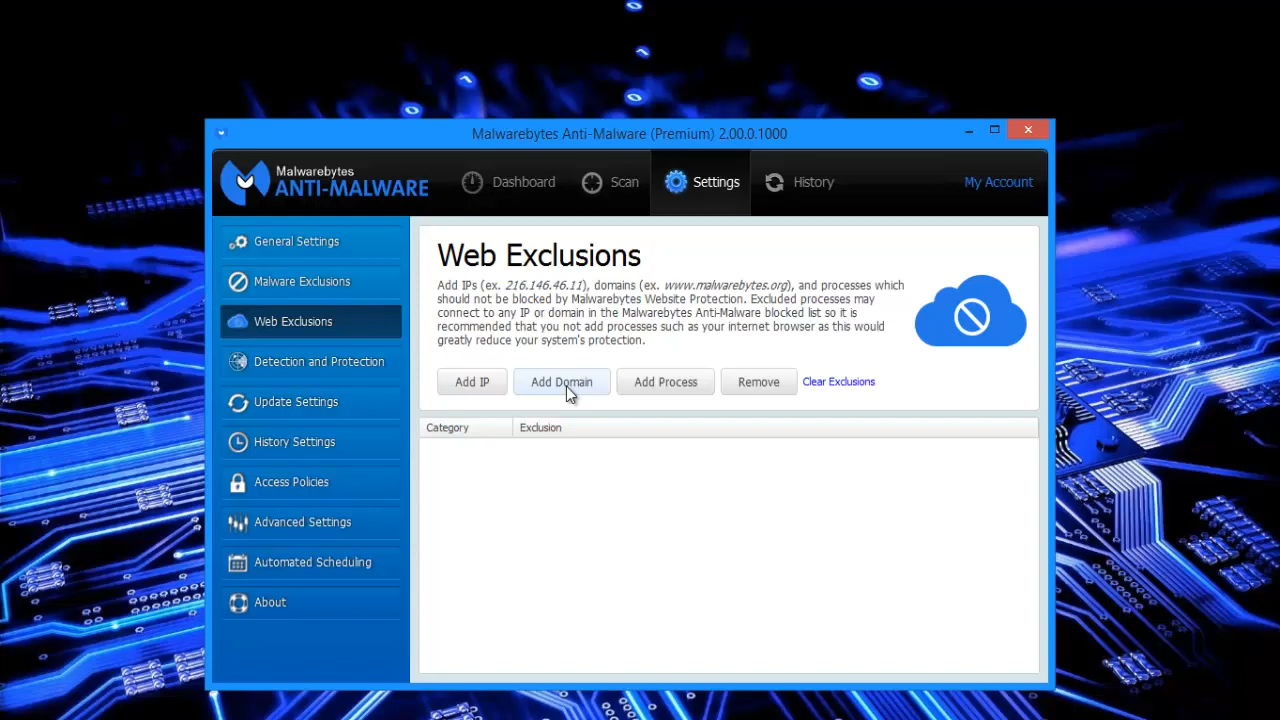 Malwarebytes Anti-Malware (Premium) 2.00.0.1000
Malwarebytes
ANTI-MALWARE
Dashboard
Scan
Settings
History
My Account
General Settings
Malware Exclusions
Web Exclusions
Detection and Protection
Update Settings
History Settings
Access Policies
Advanced Settings
Automated Scheduling
About
Web Exclusions
Add IPs (ex. 216.146.46.11), domains (ex. www.malwarebytes.org), and processes which
should not be blocked by Malwarebytes Website Protection. Excluded processes may
connect to any IP or domain in the Malwarebytes Anti-Malware blocked list so it is
recommended that you not add processes such as your internet browser as this would
greatly reduce your system's protection.
Add IP
Add Domain
Add Process
Remove
Clear Exclusions
Category
Exclusion